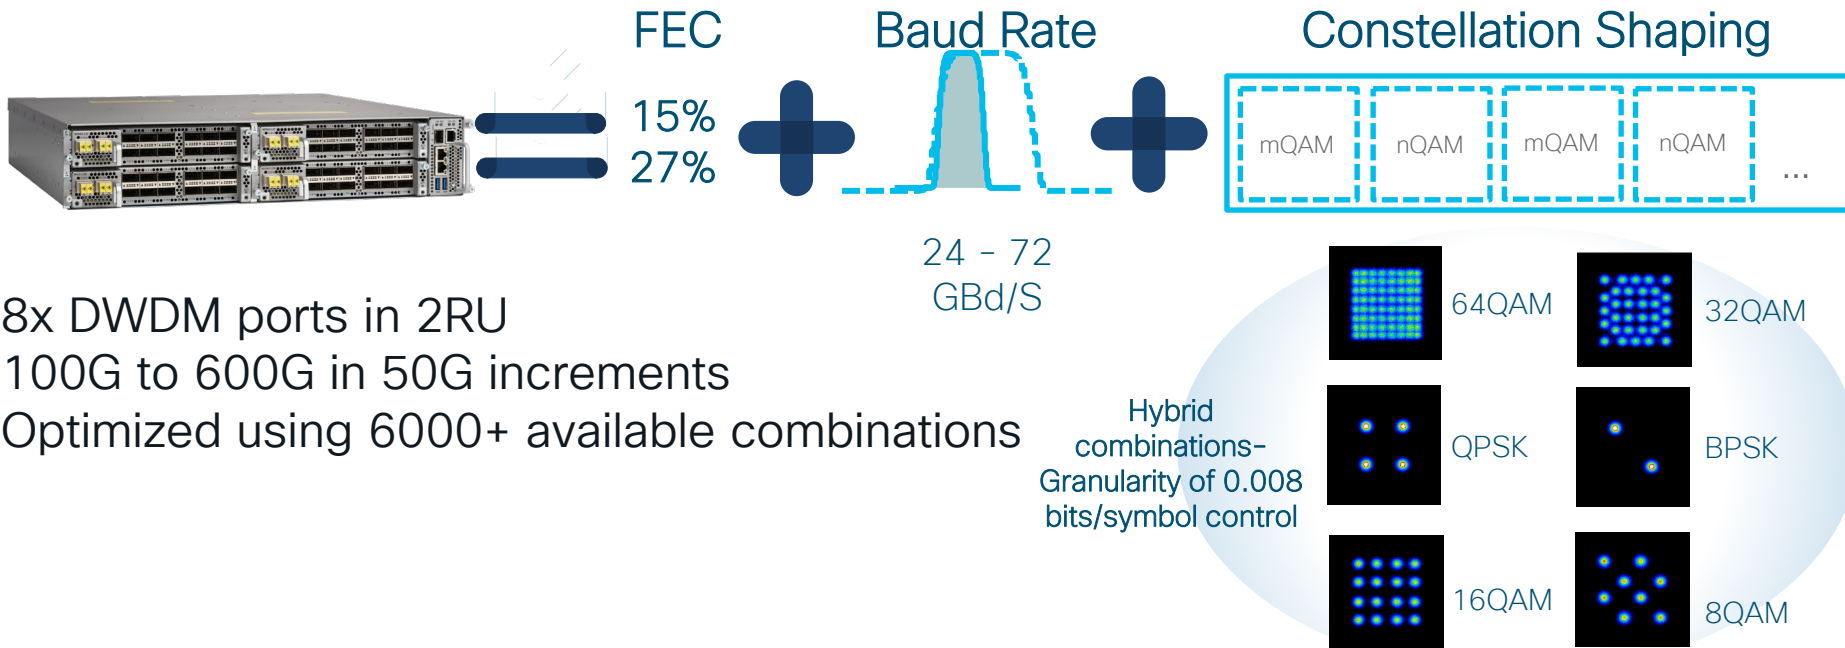 FEC
15%
27%
Baud Rate
24 - 72
GBd/S
Constellation Shaping
mQAM
nQAM
mQAM
nQAM
...
8x DWDM ports in 2RU
100G to 600G in 50G increments
Optimized using 6000+ available combinations
Hybrid
combinations-
Granularity of 0.008
bits/symbol control
64QAM
32QAM
QPSK
BPSK
16QAM
8QAM